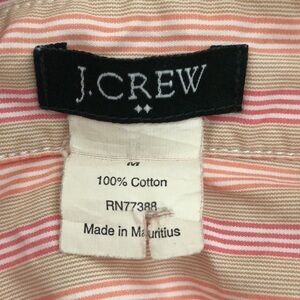 J.CREW
M
100% Cotton
RN77388
Made in Mauritius